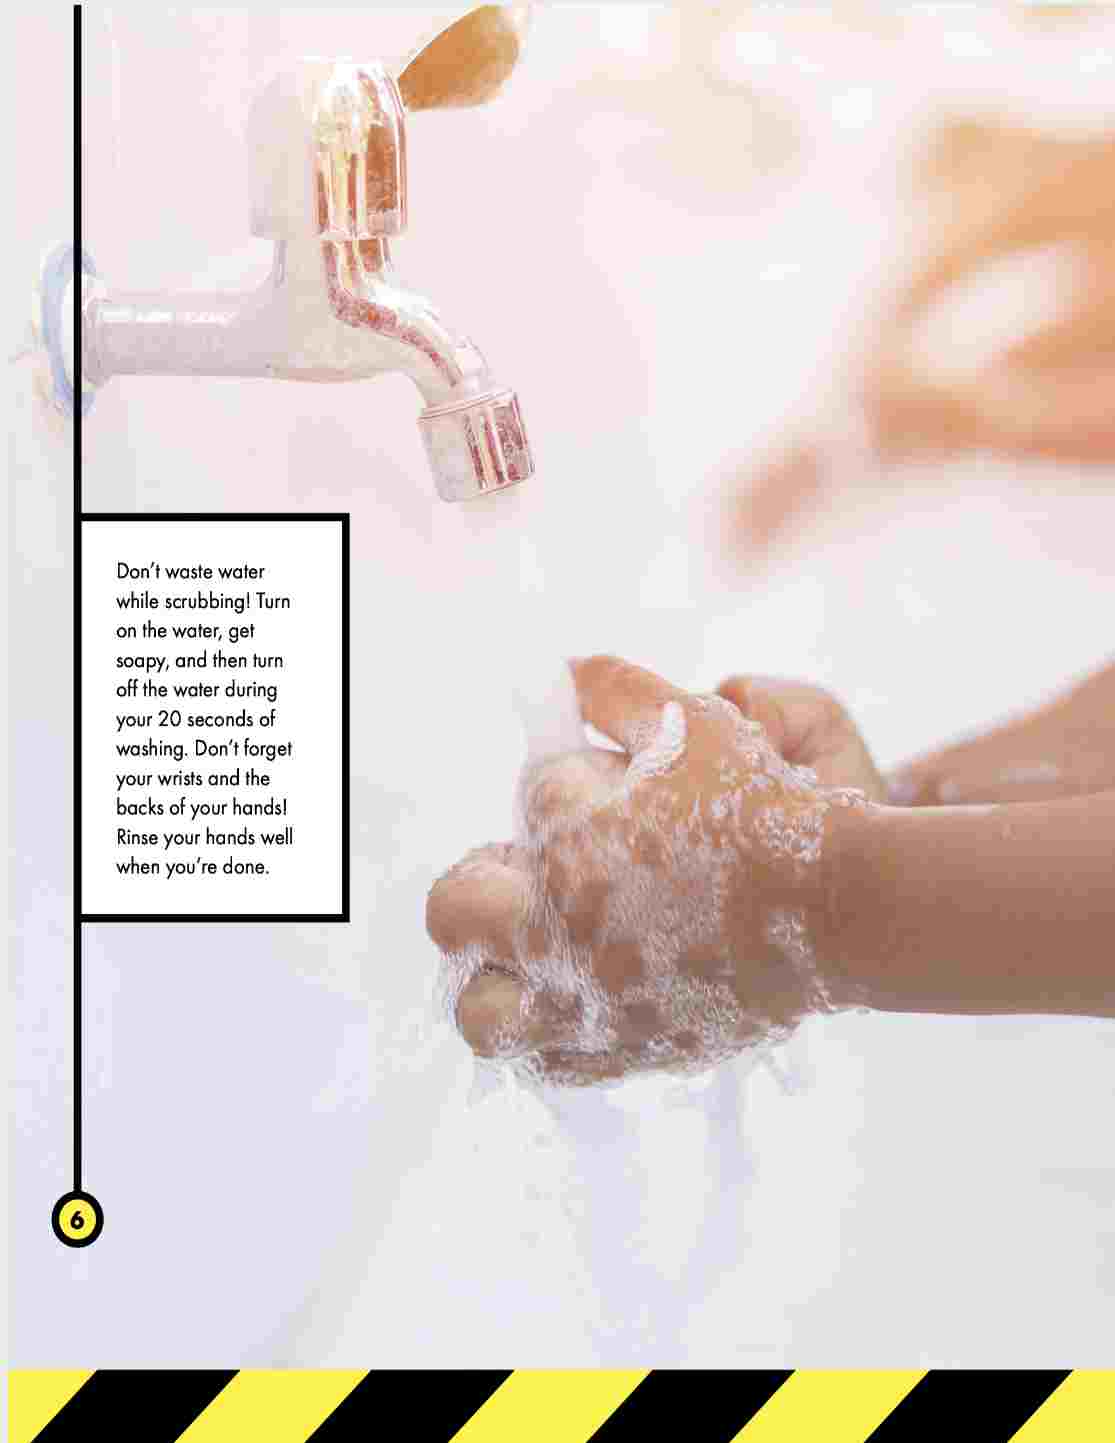 Don't waste water
while scrubbing! Turn
on the water, get
soapy, and then turn
off the water during
your 20 seconds of
washing. Don't forget
your wrists and the
backs of your hands!
Rinse your hands well
when you're done.
6